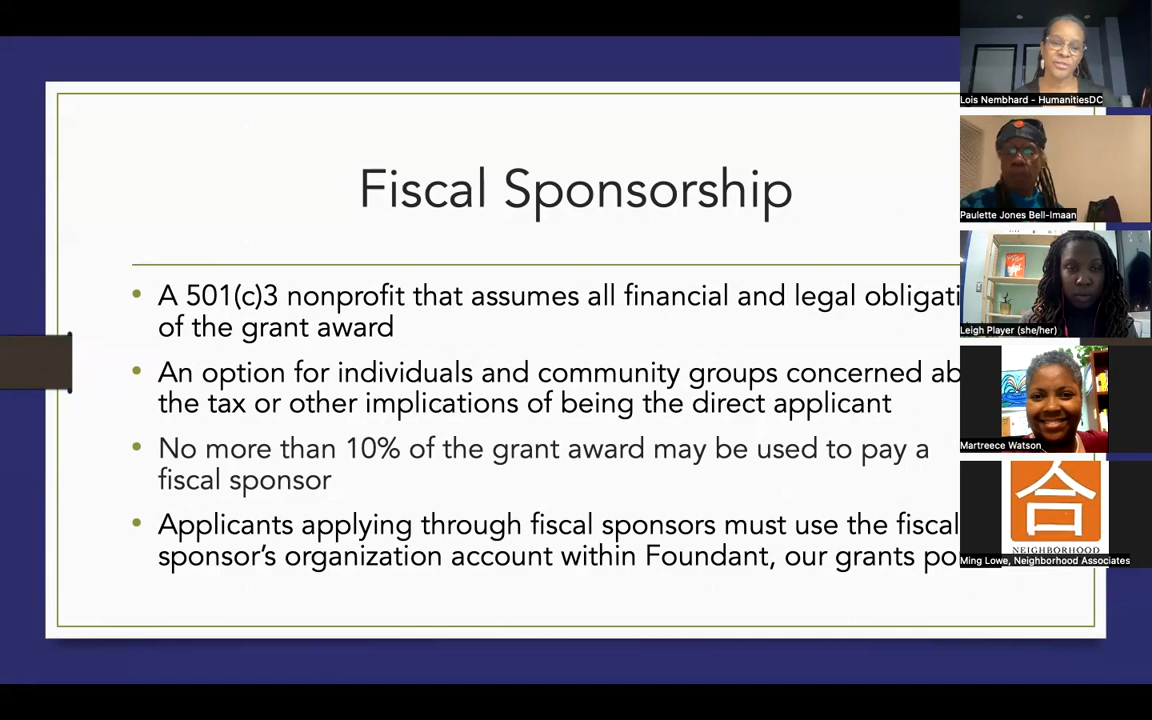 Fiscal Sponsorship
• A 501(c)3 nonprofit that assumes all financial and legal obligati
of the grant award
• An option for individuals and community groups concerned ab
the tax or other implications of being the direct applicant
• No more than 10% of the grant award may be used to pay a
fiscal sponsor
• Applicants applying through fiscal sponsors must use the fiscal
sponsor’s organization account within Foundant, our grants po
Lois Nembhard - HumanitiesDC
Paulette Jones Bell-Imaan
Leigh Player (she/her)
Martreece Watson
合
NEIGHBORHOOD
Ming Lowe, Neighborhood Associates